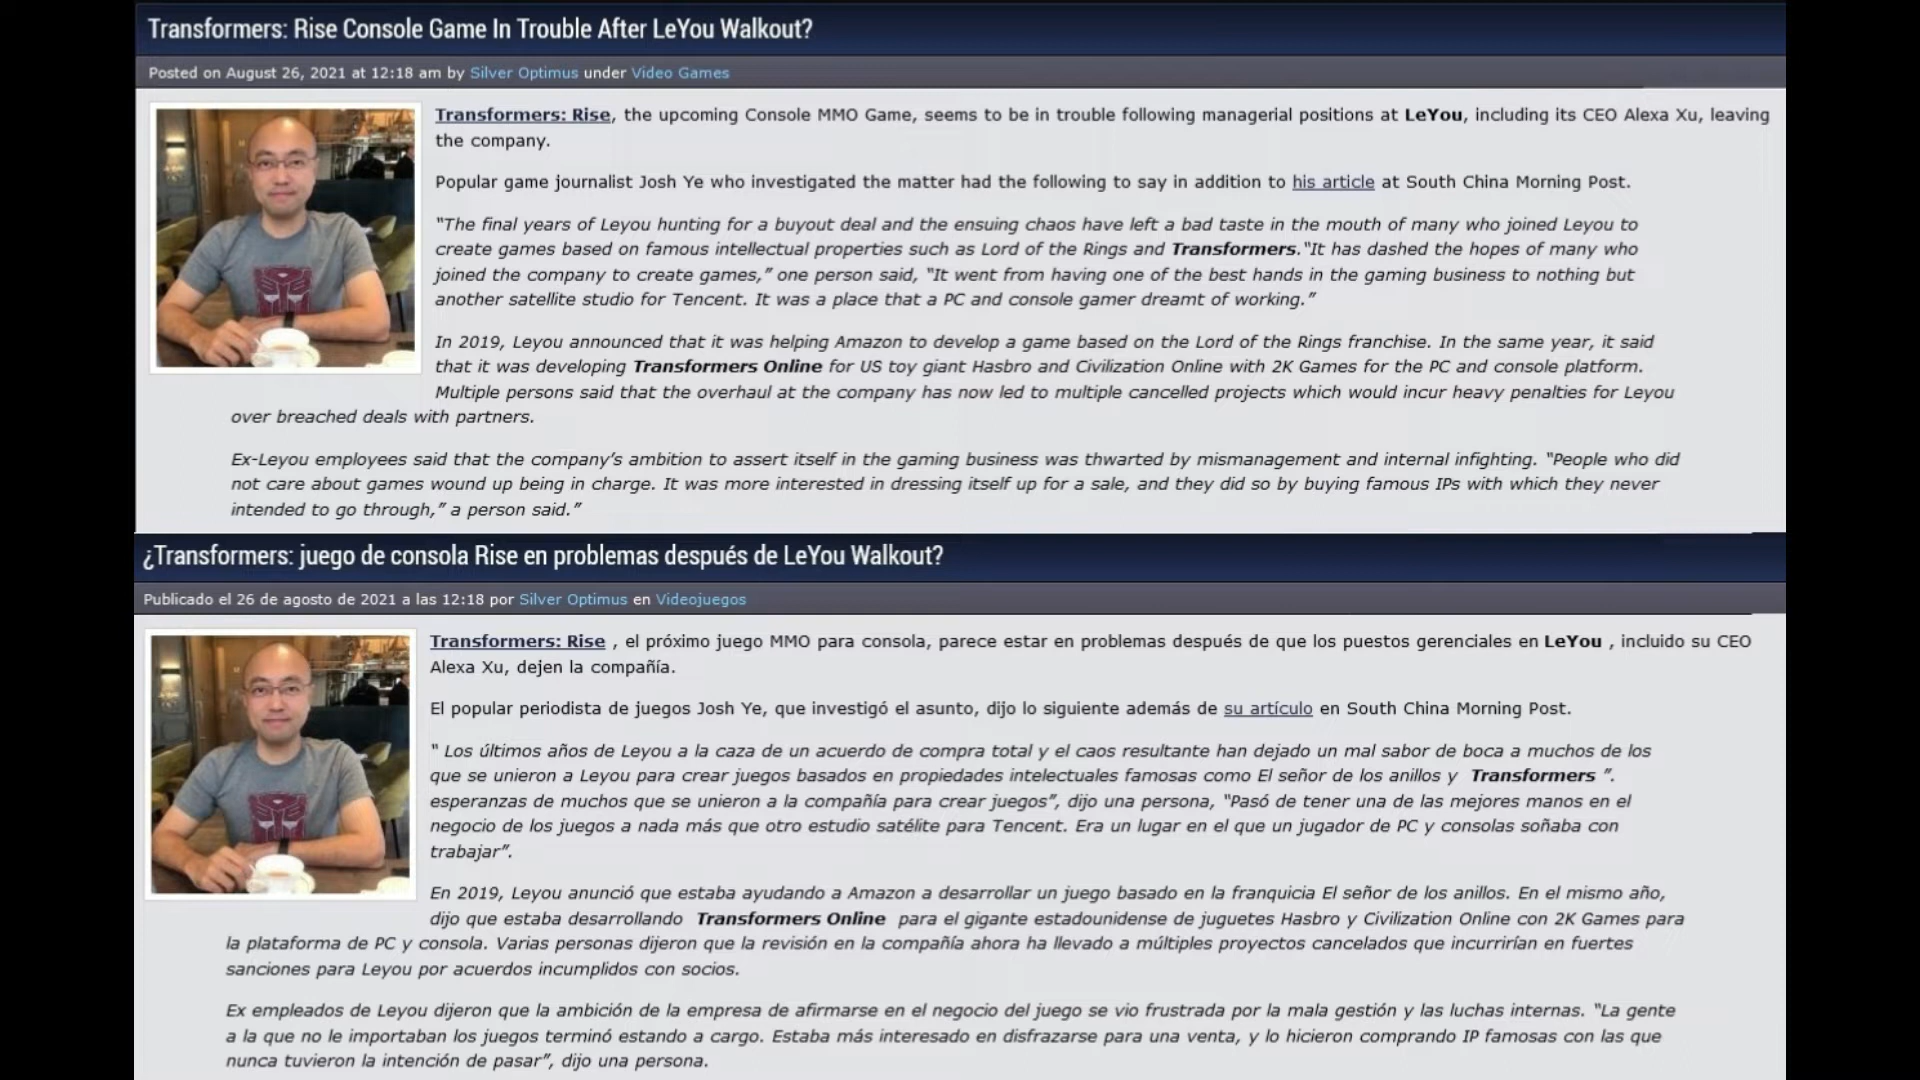 Transformers: Rise Console Game In Trouble After LeYou Walkout?
Posted on August 26, 2021 at 12:18 am by Silver Optimus under Video Games
Transformers: Rise, the upcoming Console MMO Game, seems to be in trouble following managerial positions at LeYou, including its CEO Alexa Xu, leaving
the company.
Popular game journalist Josh Ye who investigated the matter had the following to say in addition to his article at South China Morning Post.
“The final years of Leyou hunting for a buyout deal and the ensuing chaos have left a bad taste in the mouth of many who joined Leyou to
create games based on famous intellectual properties such as Lord of the Rings and Transformers.“It has dashed the hopes of many who
joined the company to create games,” one person said, “It went from having one of the best hands in the gaming business to nothing but
another satellite studio for Tencent. It was a place that a PC and console gamer dreamt of working.”
In 2019, Leyou announced that it was helping Amazon to develop a game based on the Lord of the Rings franchise. In the same year, it said
that it was developing Transformers Online for US toy giant Hasbro and Civilization Online with 2K Games for the PC and console platform.
Multiple persons said that the overhaul at the company has now led to multiple cancelled projects which would incur heavy penalties for Leyou
over breached deals with partners.
Ex-Leyou employees said that the company’s ambition to assert itself in the gaming business was thwarted by mismanagement and internal infighting. “People who did
not care about games wound up being in charge. It was more interested in dressing itself up for a sale, and they did so by buying famous IPs with which they never
intended to go through,” a person said.”
¿Transformers: juego de consola Rise en problemas después de LeYou Walkout?
Publicado el 26 de agosto de 2021 a las 12:18 por Silver Optimus en Videojuegos
Transformers: Rise , el próximo juego MMO para consola, parece estar en problemas después de que los puestos gerenciales en LeYou , incluido su CEO
Alexa Xu, dejen la compañía.
El popular periodista de juegos Josh Ye, que investigó el asunto, dijo lo siguiente además de su artículo en South China Morning Post.
“ Los últimos años de Leyou a la caza de un acuerdo de compra total y el caos resultante han dejado un mal sabor de boca a muchos de los
que se unieron a Leyou para crear juegos basados en propiedades intelectuales famosas como El señor de los anillos y Transformers ”.
esperanzas de muchos que se unieron a la compañía para crear juegos”, dijo una persona, “Pasó de tener una de las mejores manos en el
negocio de los juegos a nada más que otro estudio satélite para Tencent. Era un lugar en el que un jugador de PC y consolas soñaba con
trabajar”.
En 2019, Leyou anunció que estaba ayudando a Amazon a desarrollar un juego basado en la franquicia El señor de los anillos. En el mismo año,
dijo que estaba desarrollando Transformers Online para el gigante estadounidense de juguetes Hasbro y Civilization Online con 2K Games para
la plataforma de PC y consola. Varias personas dijeron que la revisión en la compañía ahora ha llevado a múltiples proyectos cancelados que incurrirían en fuertes
sanciones para Leyou por acuerdos incumplidos con socios.
Ex empleados de Leyou dijeron que la ambición de la empresa de afirmarse en el negocio del juego se vio frustrada por la mala gestión y las luchas internas. “La gente
a la que no le importaban los juegos terminó estando a cargo. Estaba más interesado en disfrazarse para una venta, y lo hicieron comprando IP famosas con las que
nunca tuvieron la intención de pasar”, dijo una persona.